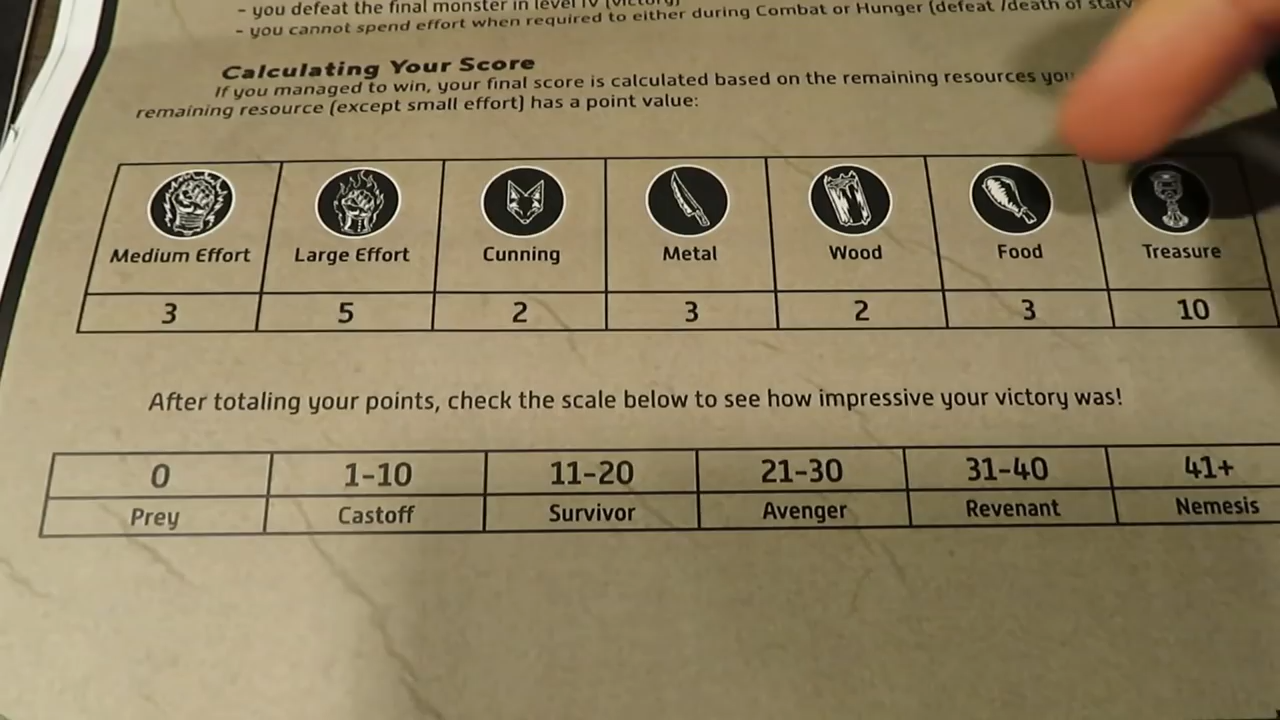 - you defeat the final monster in level IV (victory)
- you cannot spend effort when required to either during Combat or Hunger (defeat /death of starv
Calculating Your Score
If you managed to win, your final score is calculated based on the remaining resources you
remaining resource (except small effort) has a point value:
Medium Effort Large Effort Cunning Metal Wood Food Treasure
3 5 2 3 2 3 10
After totaling your points, check the scale below to see how impressive your victory was!
0 1-10 11-20 21-30 31-40 41+
Prey Castoff Survivor Avenger Revenant Nemesis